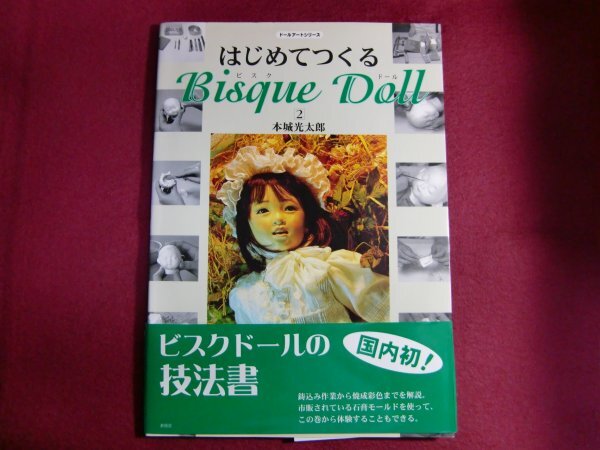 ドールアートシリーズ
はじめてつくる
ビスク ドール
Bisque Doll
2
本城光太郎
ビスクドールの
技法書
国内初!
鋳込み作業から焼成彩色までを解説。
市販されている石膏モールドを使って、
この巻から体験することもできる。